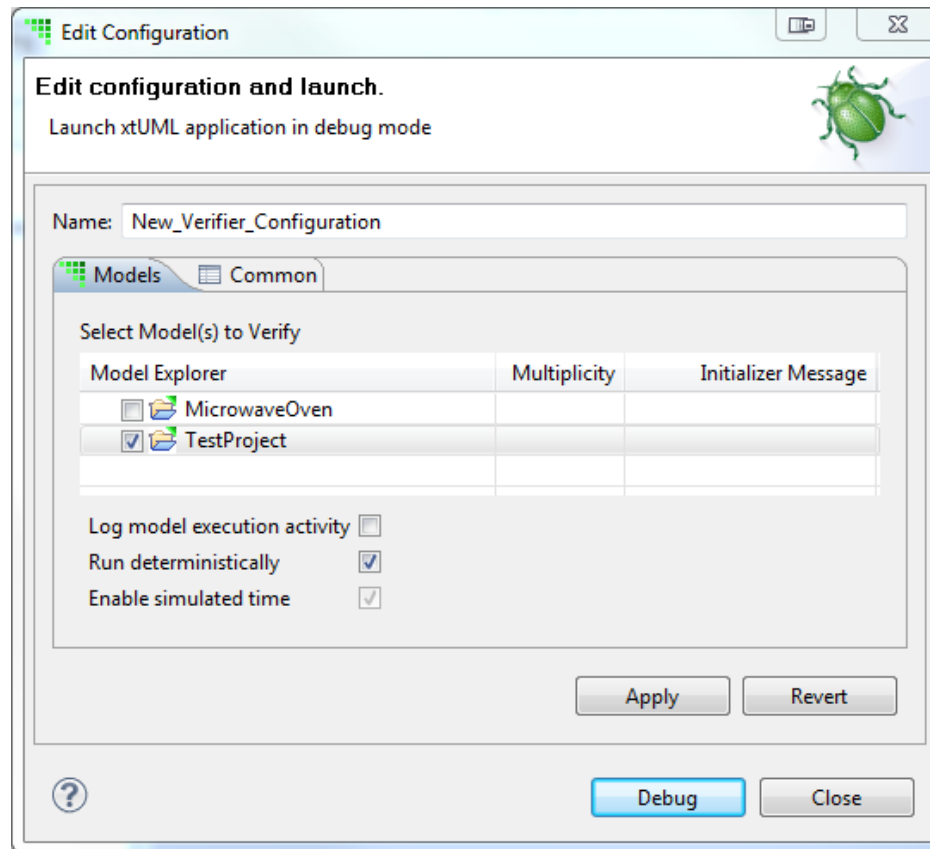 Edit Configuration
Edit configuration and launch.
Launch xtUML application in debug mode
Name: New_Verifier_Configuration
Models Common
Select Model(s) to Verify
Model Explorer Multiplicity Initializer Message
MicrowaveOven
TestProject
Log model execution activity
Run deterministically
Enable simulated time
Apply Revert
? Debug Close